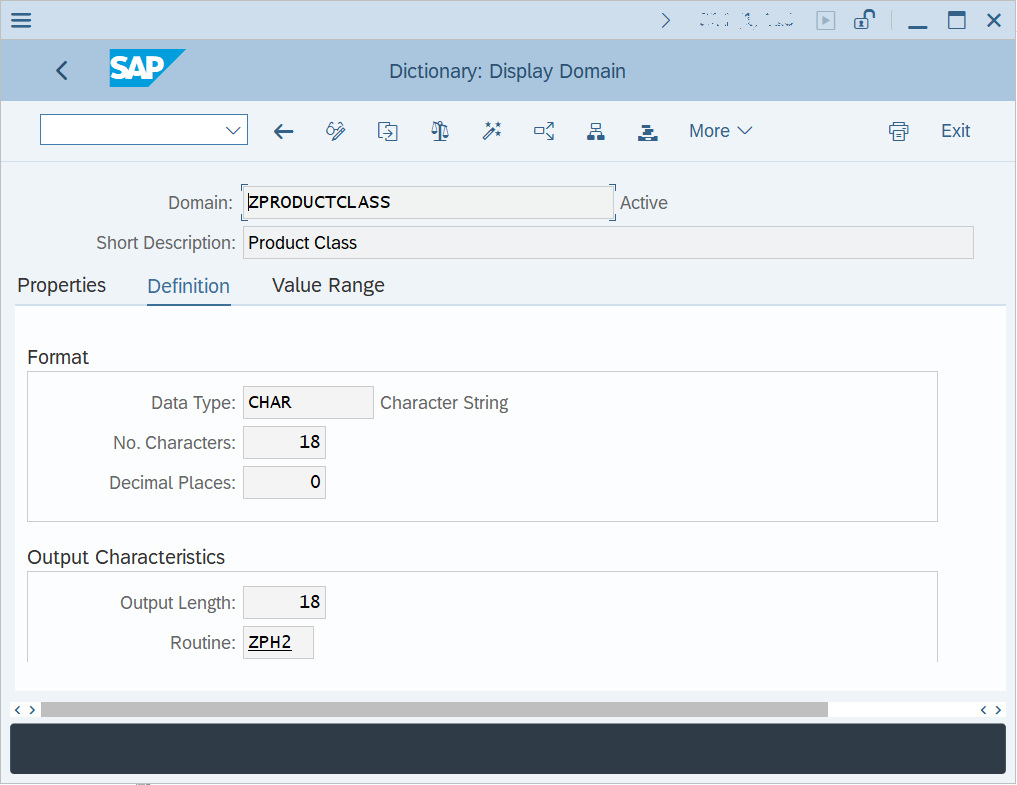 SAP
Dictionary: Display Domain
More Exit
Domain: ZPRODUCTCLASS Active
Short Description: Product Class
Properties Definition Value Range
Format
Data Type: CHAR Character String
No. Characters: 18
Decimal Places: 0
Output Characteristics
Output Length: 18
Routine: ZPH2